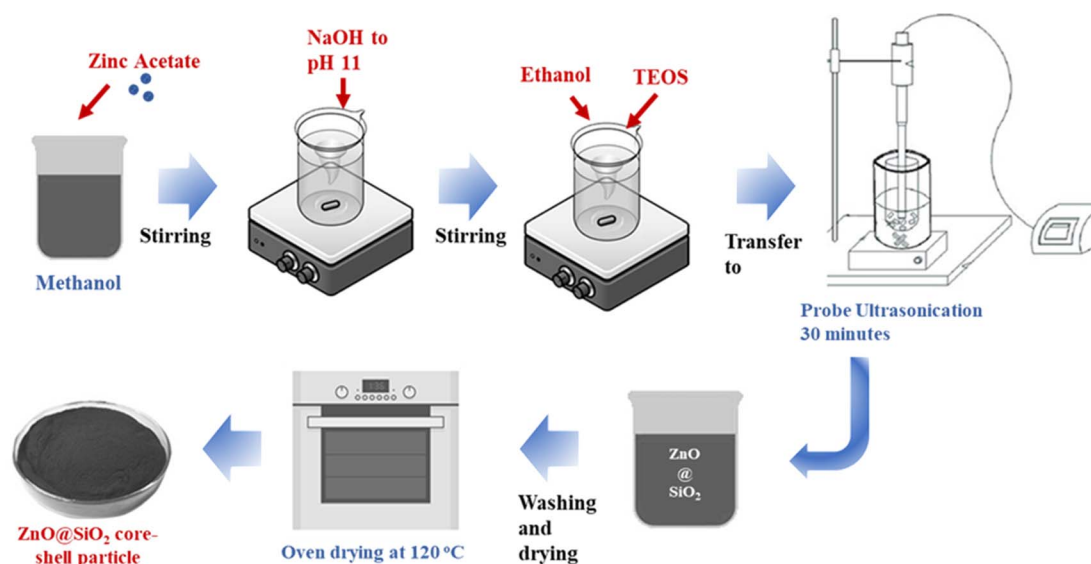 Zinc Acetate
Methanol
Stirring
NaOH to
pH 11
Stirring
Ethanol
TEOS
Transfer
to
Probe Ultrasonication
30 minutes
ZnO
@
SiO₂
Washing
and
drying
Oven drying at 120 °C
ZnO@SiO₂ core-
shell particle